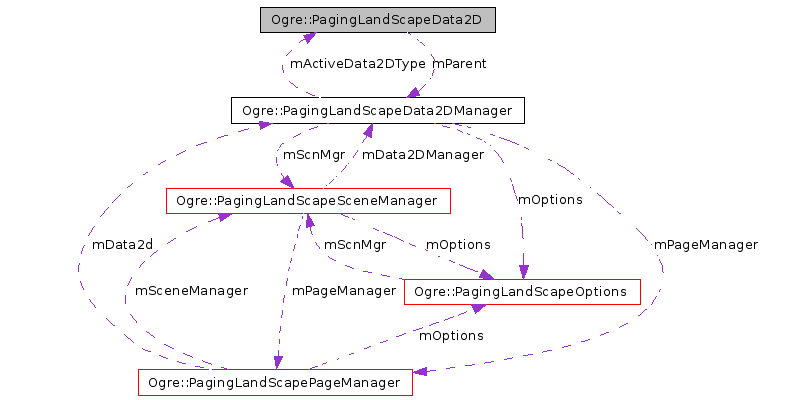 Ogre::PagingLandScapeData2D
mActiveData2DType
mParent
Ogre::PagingLandScapeData2DManager
mScnMgr
mData2DManager
Ogre::PagingLandScapeSceneManager
mOptions
mData2d
mScnMgr
mOptions
mPageManager
mSceneManager
mPageManager
Ogre::PagingLandScapeOptions
mOptions
Ogre::PagingLandScapePageManager